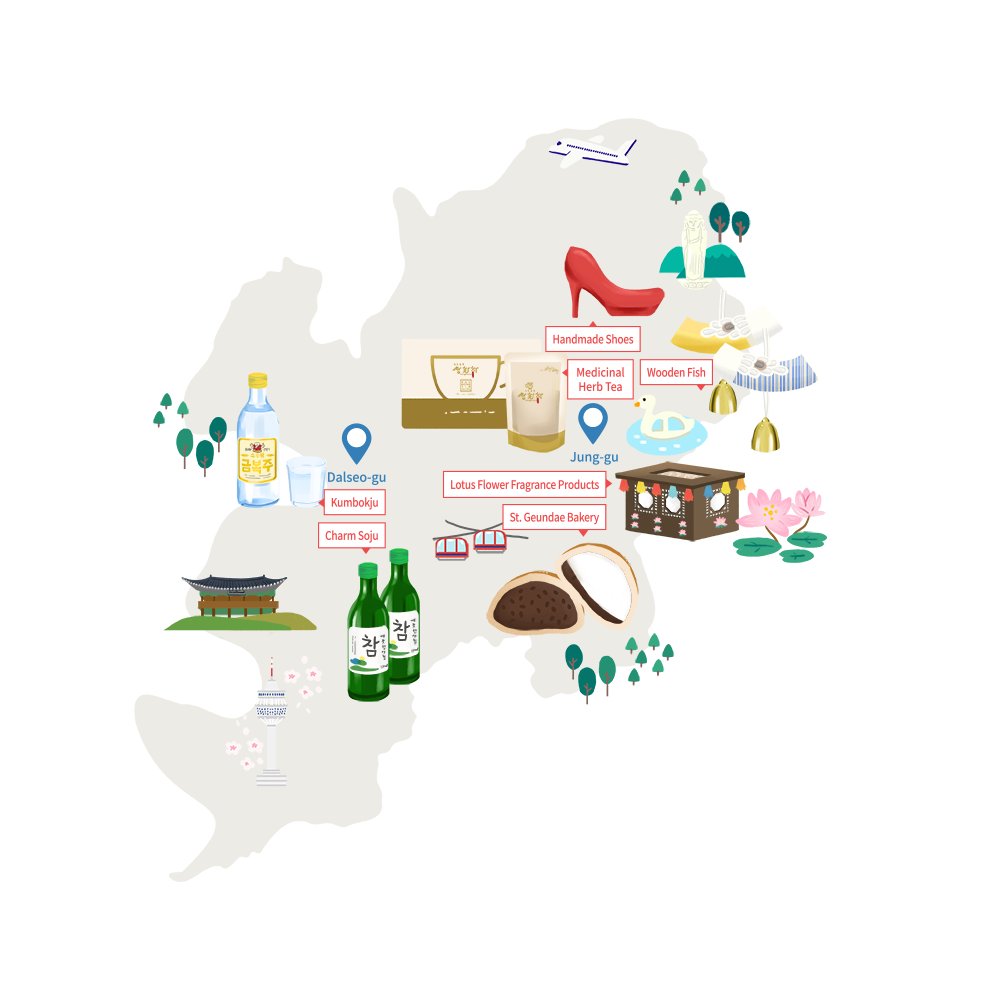 Handmade Shoes
Medicinal
Herb Tea
Wooden Fish
Jung-gu
Dalseo-gu
Lotus Flower Fragrance Products
Kumbokju
금복주
St. Geundae Bakery
Charm Soju
참
참